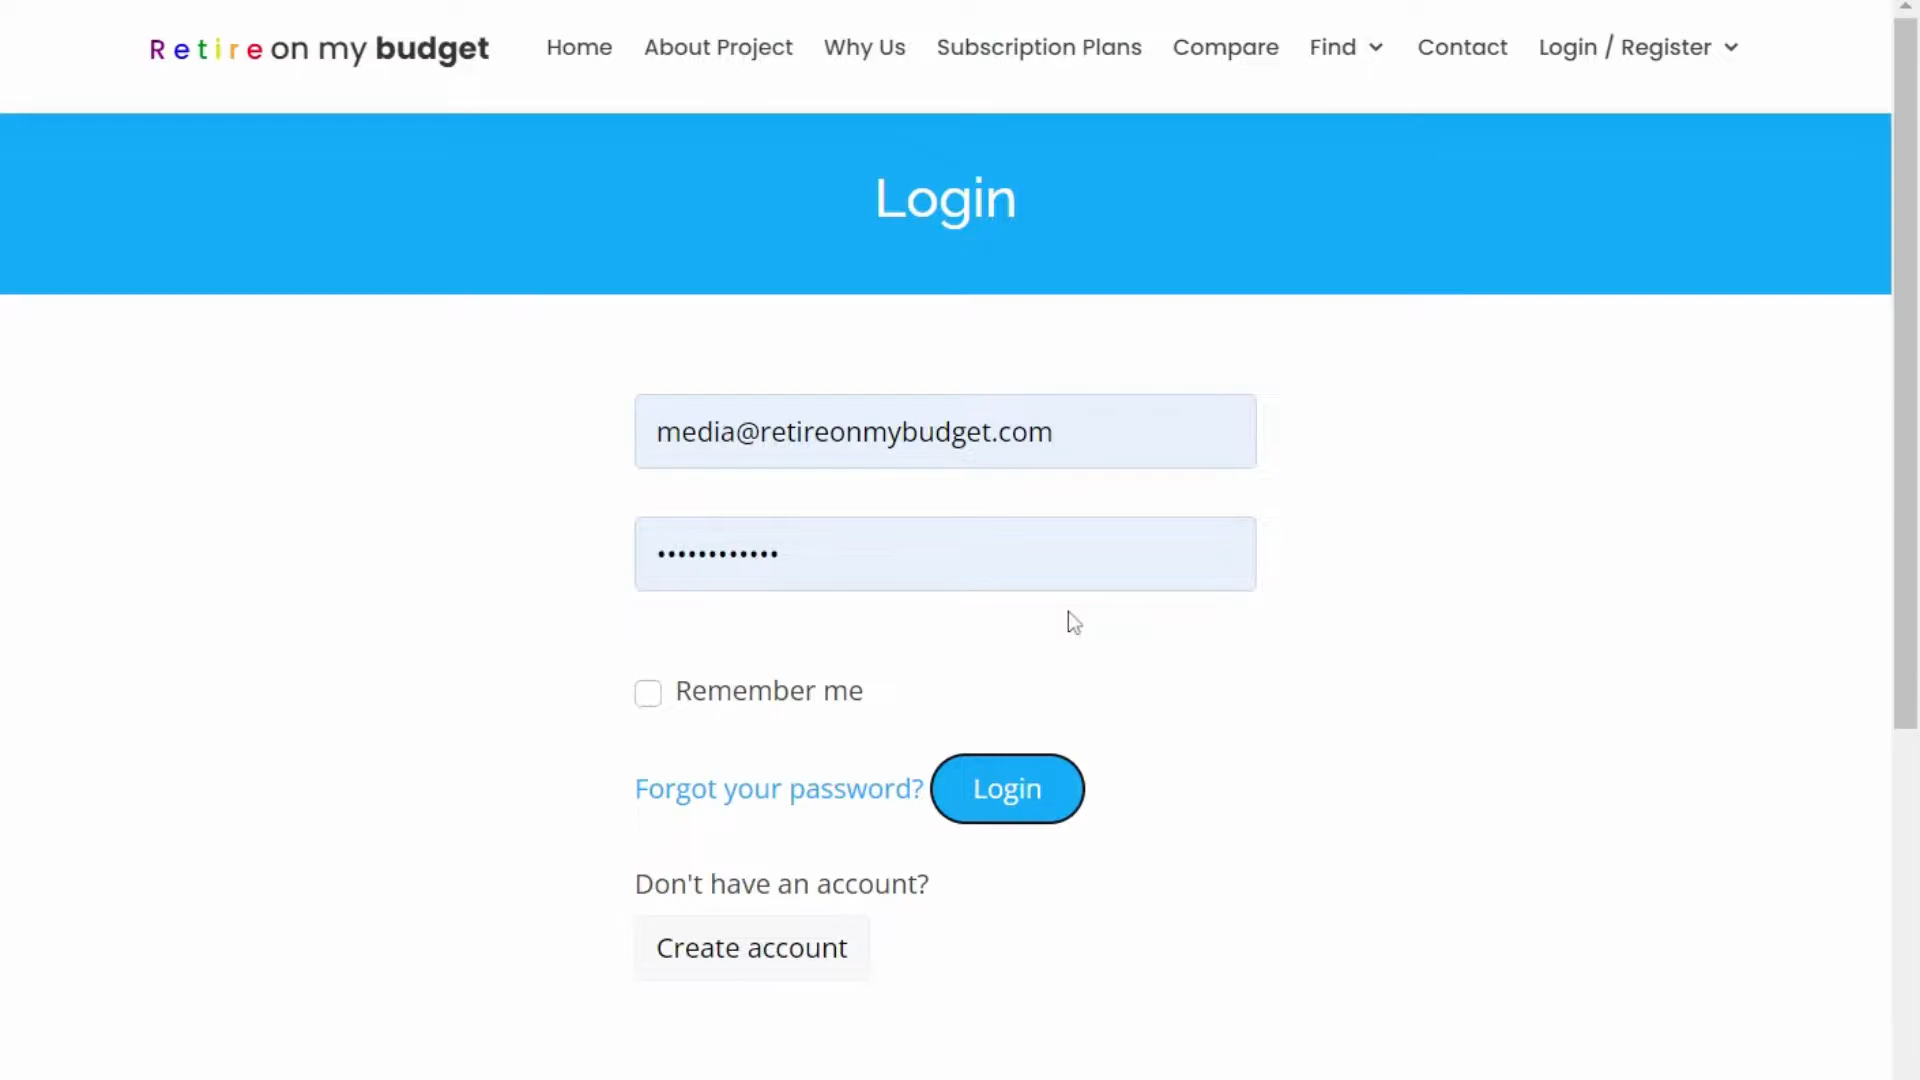 Retire on my budget Home About Project Why Us Subscription Plans Compare Find Contact Login / Register
Login
media@retireonmybudget.com
••••••••••••
Remember me
Forgot your password? Login
Don't have an account?
Create account